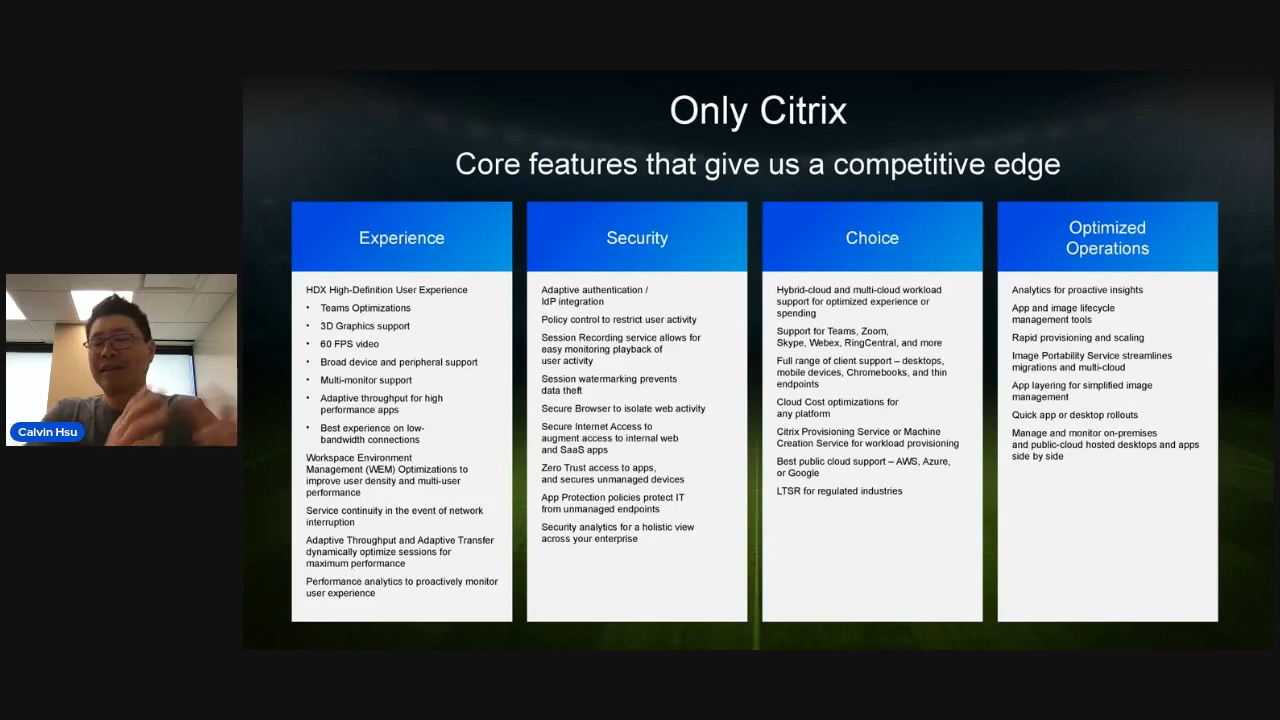 Only Citrix
Core features that give us a competitive edge
Experience
HDX High-Definition User Experience
• Teams Optimizations
• 3D Graphics support
• 60 FPS video
• Broad device and peripheral support
• Multi-monitor support
• Adaptive throughput for high
performance apps
• Best experience on low-
bandwidth connections
Workspace Environment
Management (WEM) Optimizations to
improve user density and multi-user
performance
Service continuity in the event of network
interruption
Adaptive Throughput and Adaptive Transfer
dynamically optimize sessions for
maximum performance
Performance analytics to proactively monitor
user experience
Security
Adaptive authentication /
IdP integration
Policy control to restrict user activity
Session Recording service allows for
easy monitoring playback of
user activity
Session watermarking prevents
data theft
Secure Browser to isolate web activity
Secure Internet Access to
augment access to internal web
and SaaS apps
Zero Trust access to apps,
and secures unmanaged devices
App Protection policies protect IT
from unmanaged endpoints
Security analytics for a holistic view
across your enterprise
Choice
Hybrid-cloud and multi-cloud workload
support for optimized experience or
spending
Support for Teams, Zoom,
Skype, Webex, RingCentral, and more
Full range of client support – desktops,
mobile devices, Chromebooks, and thin
endpoints
Cloud Cost optimizations for
any platform
Citrix Provisioning Service or Machine
Creation Service for workload provisioning
Best public cloud support – AWS, Azure,
or Google
LTSR for regulated industries
Optimized
Operations
Analytics for proactive insights
App and image lifecycle
management tools
Rapid provisioning and scaling
Image Portability Service streamlines
migrations and multi-cloud
App layering for simplified image
management
Quick app or desktop rollouts
Manage and monitor on-premises
and public-cloud hosted desktops and apps
side by side
Calvin Hsu